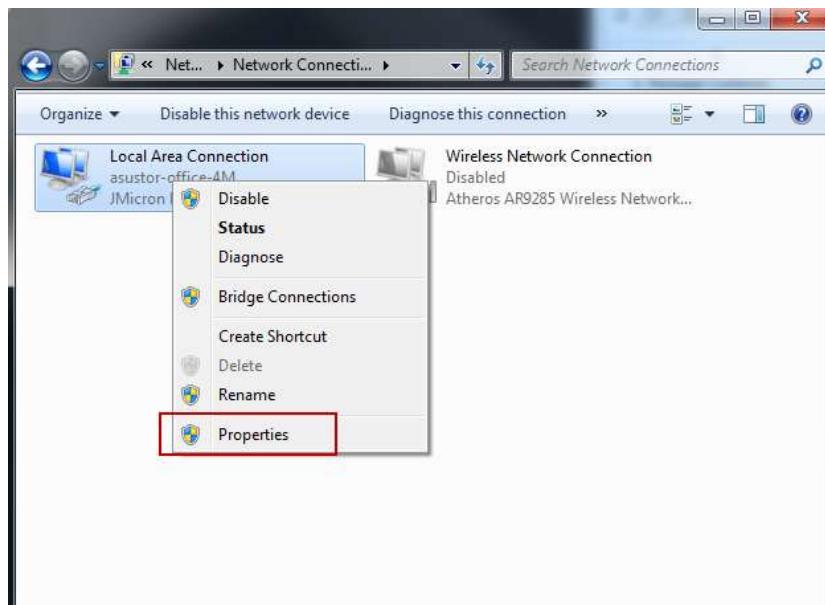 « Net... ▸ Network Connecti... ▸
Search Network Connections
Organize ▾ Disable this network device Diagnose this connection »
Local Area Connection
asustor-office-4M
JMicron
Wireless Network Connection
Disabled
Atheros AR9285 Wireless Network...
Disable
Status
Diagnose
Bridge Connections
Create Shortcut
Delete
Rename
Properties